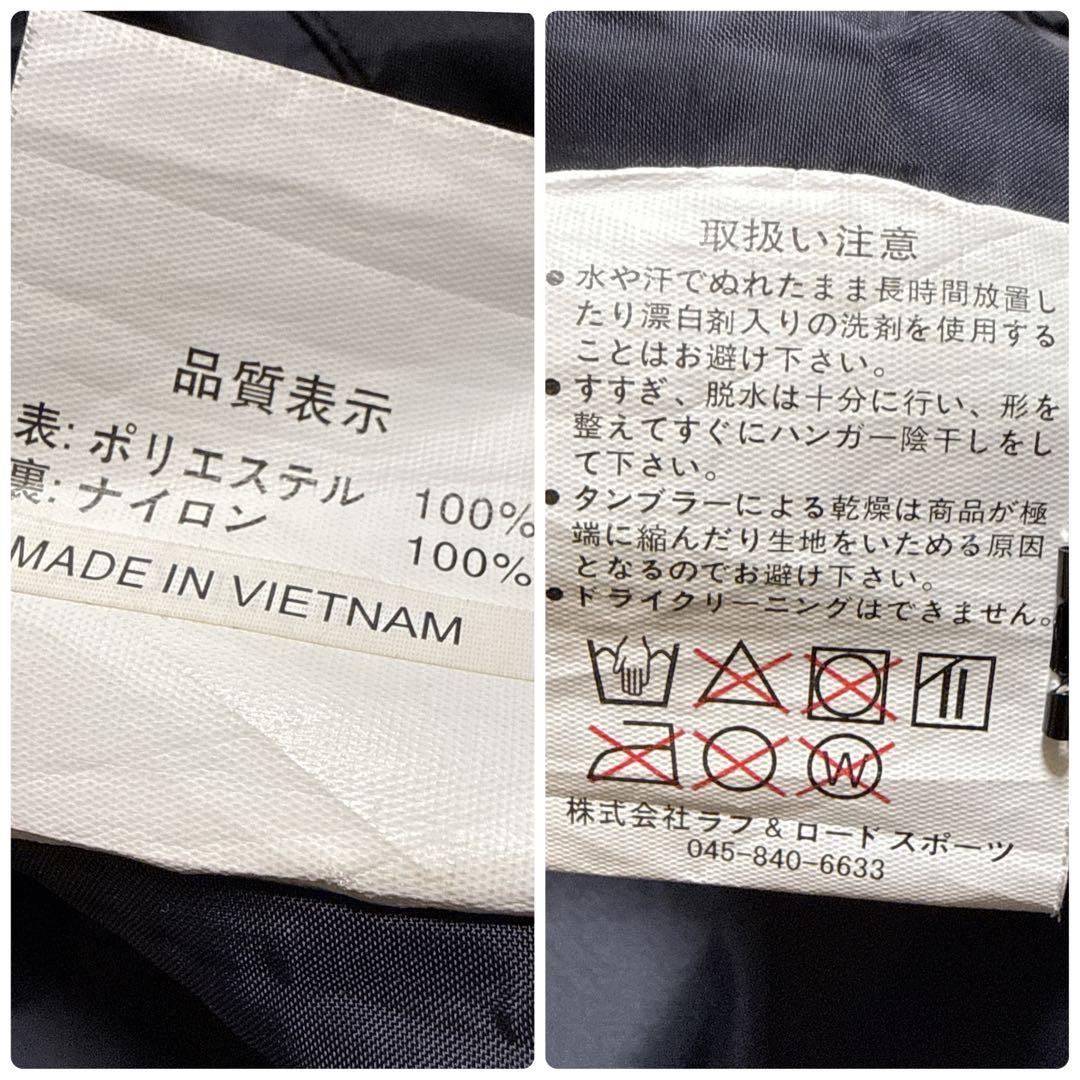 品質表示
表: ポリエステル 100%
裏: ナイロン 100%
MADE IN VIETNAM
取扱い注意
● 水や汗でぬれたまま長時間放置し
たり漂白剤入りの洗剤を使用する
ことはお避け下さい。
● すすぎ、脱水は十分に行い、形を
整えてすぐにハンガー陰干しをし
て下さい。
● タンブラーによる乾燥は商品が極
端に縮んだり生地をいためる原因
となるのでお避け下さい。
● ドライクリーニングはできません。
W
株式会社 ラフ & ロード スポーツ
045-840-6633